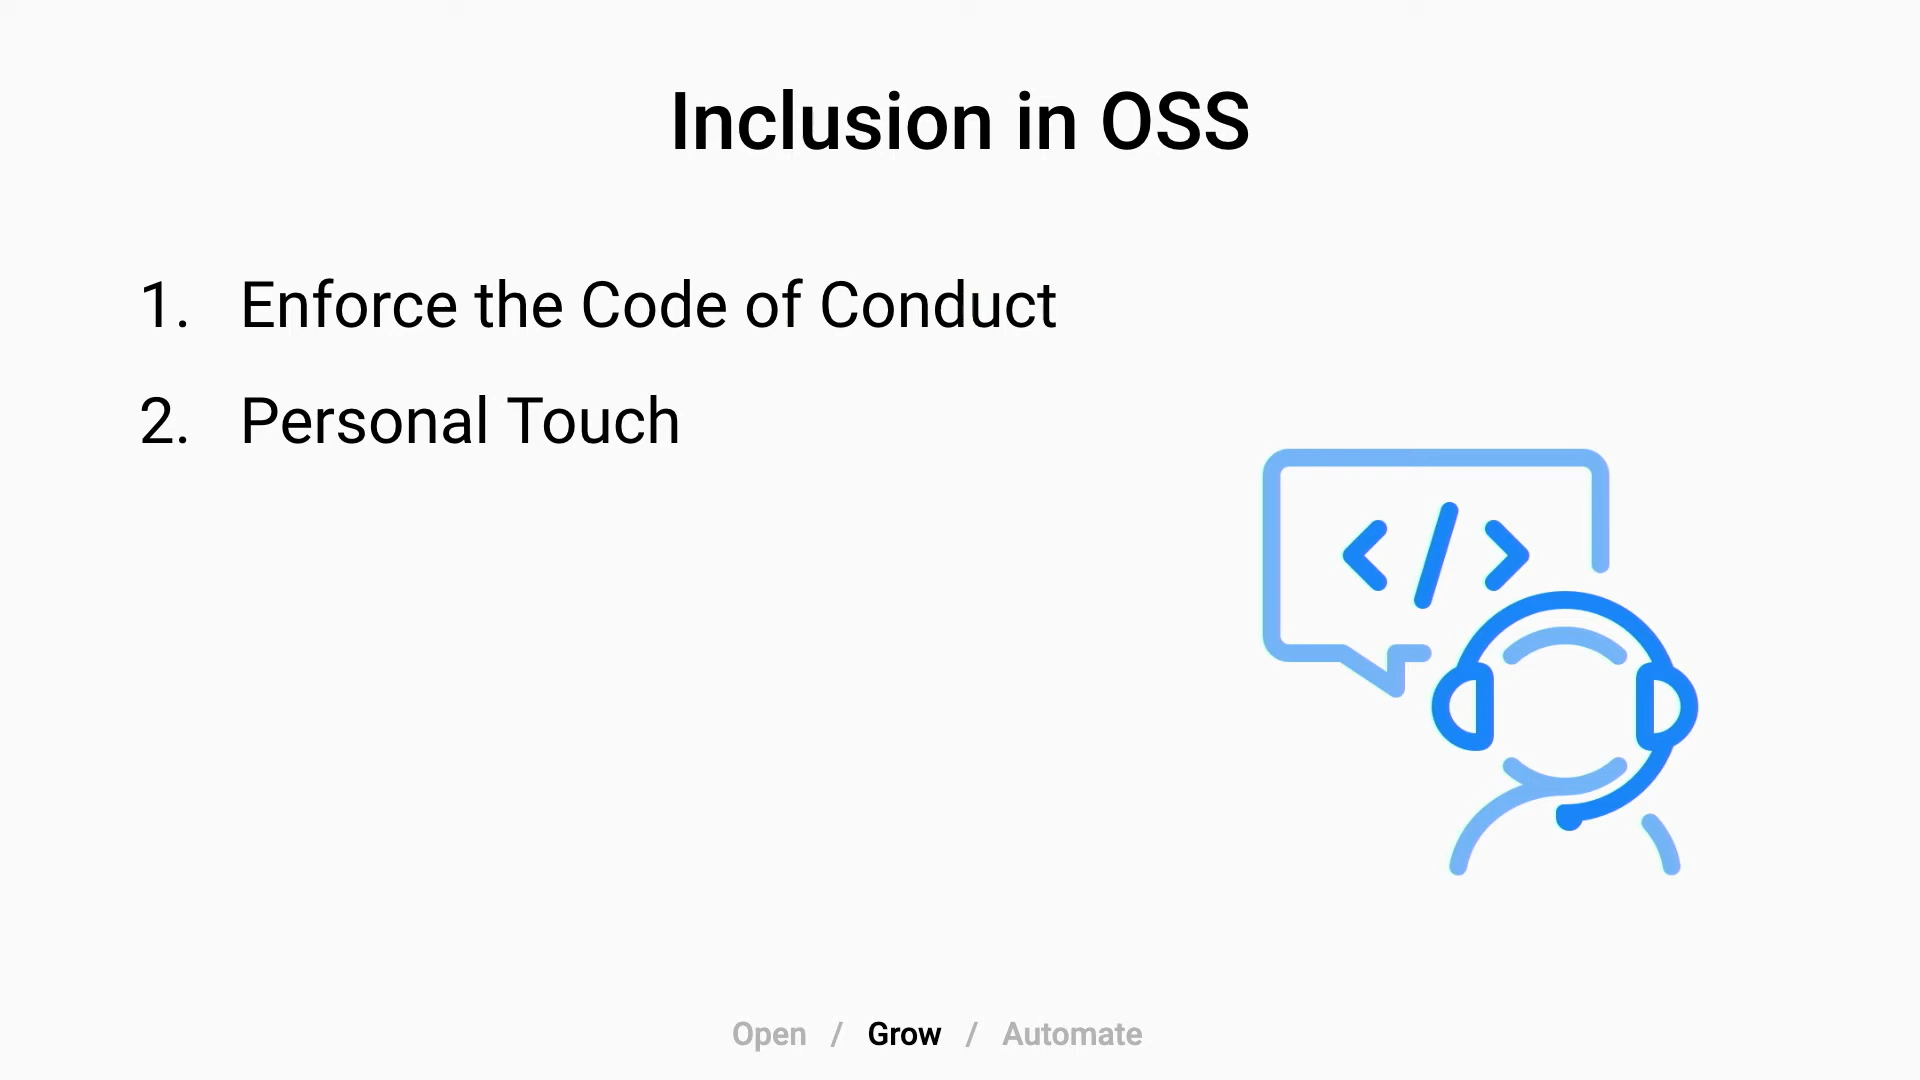 Inclusion in OSS
1. Enforce the Code of Conduct
2. Personal Touch
</>
Open / Grow / Automate